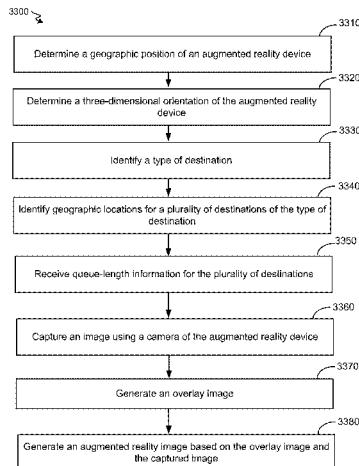 3300
3310
Determine a geographic position of an augmented reality device
3320
Determine a three-dimensional orientation of the augmented reality
device
3330
Identify a type of destination
3340
Identify geographic locations for a plurality of destinations of the type of
destination
3350
Receive queue-length information for the plurality of destinations
3360
Capture an image using a camera of the augmented reality device
3370
Generate an overlay image
3380
Generate an augmented reality image based on the overlay image and
the captured image